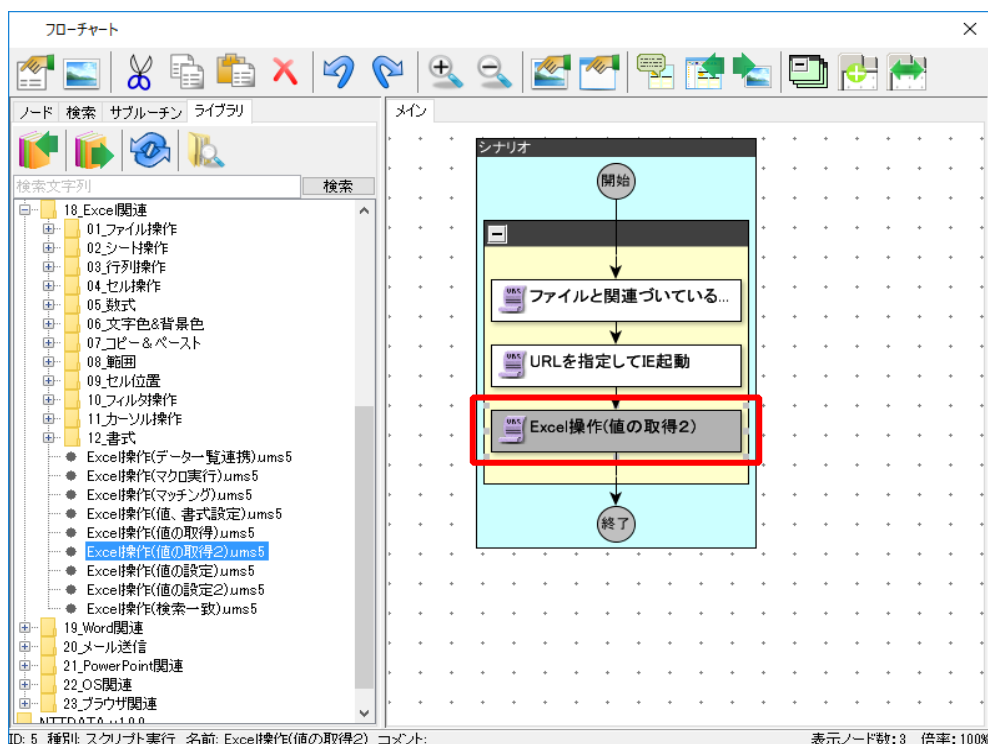 フローチャート
ノード 検索 サブルーチン ライブラリ
検索文字列 検索
18_Excel関連
01_ファイル操作
02_シート操作
03_行列操作
04_セル操作
05_数式
06_文字色&背景色
07_コピー&ペースト
08_範囲
09_セル位置
10_フィルタ操作
11_カーソル操作
12_書式
Excel操作(データ一覧連携).ums5
Excel操作(マクロ実行).ums5
Excel操作(マッチング).ums5
Excel操作(値、書式設定).ums5
Excel操作(値の取得).ums5
Excel操作(値の取得2).ums5
Excel操作(値の設定).ums5
Excel操作(値の設定2).ums5
Excel操作(検索一致).ums5
19_Word関連
20_メール送信
21_PowerPoint関連
22_OS関連
23_ブラウザ関連
メイン
シナリオ
開始
ファイルと関連づいている...
URLを指定してIE起動
Excel操作(値の取得2)
終了
ID: 5 種別: スクリプト実行 名前: Excel操作(値の取得2) コメント:
表示ノード数:3 倍率:100%